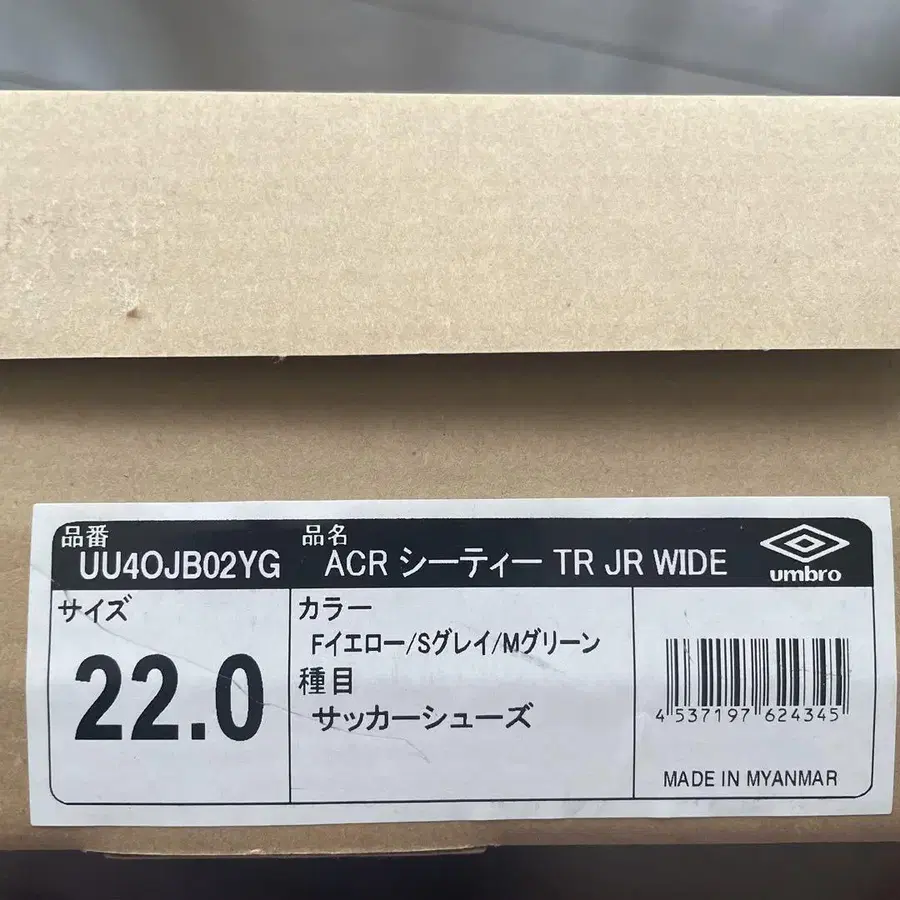 品番
UU4OJB02YG
品名
ACR シーティー TR JR WIDE
umbro
サイズ
22.0
カラー
Fイエロー/Sグレイ/Mグリーン
種目
サッカーシューズ
4 537197 624345
MADE IN MYANMAR